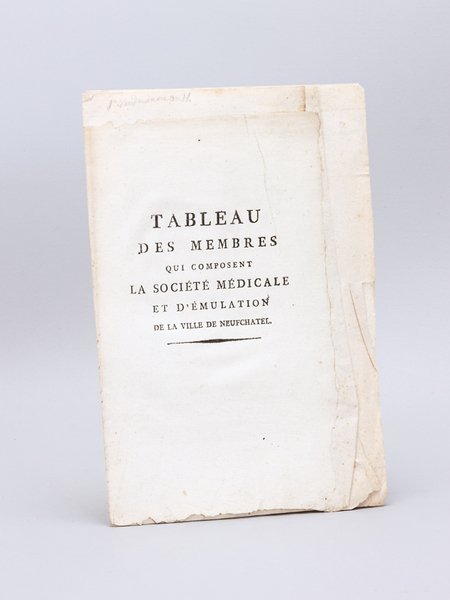 TABLEAU
DES MEMBRES
QUI COMPOSENT
LA SOCIÉTÉ MÉDICALE
ET D'ÉMULATION
DE LA VILLE DE NEUFCHATEL.